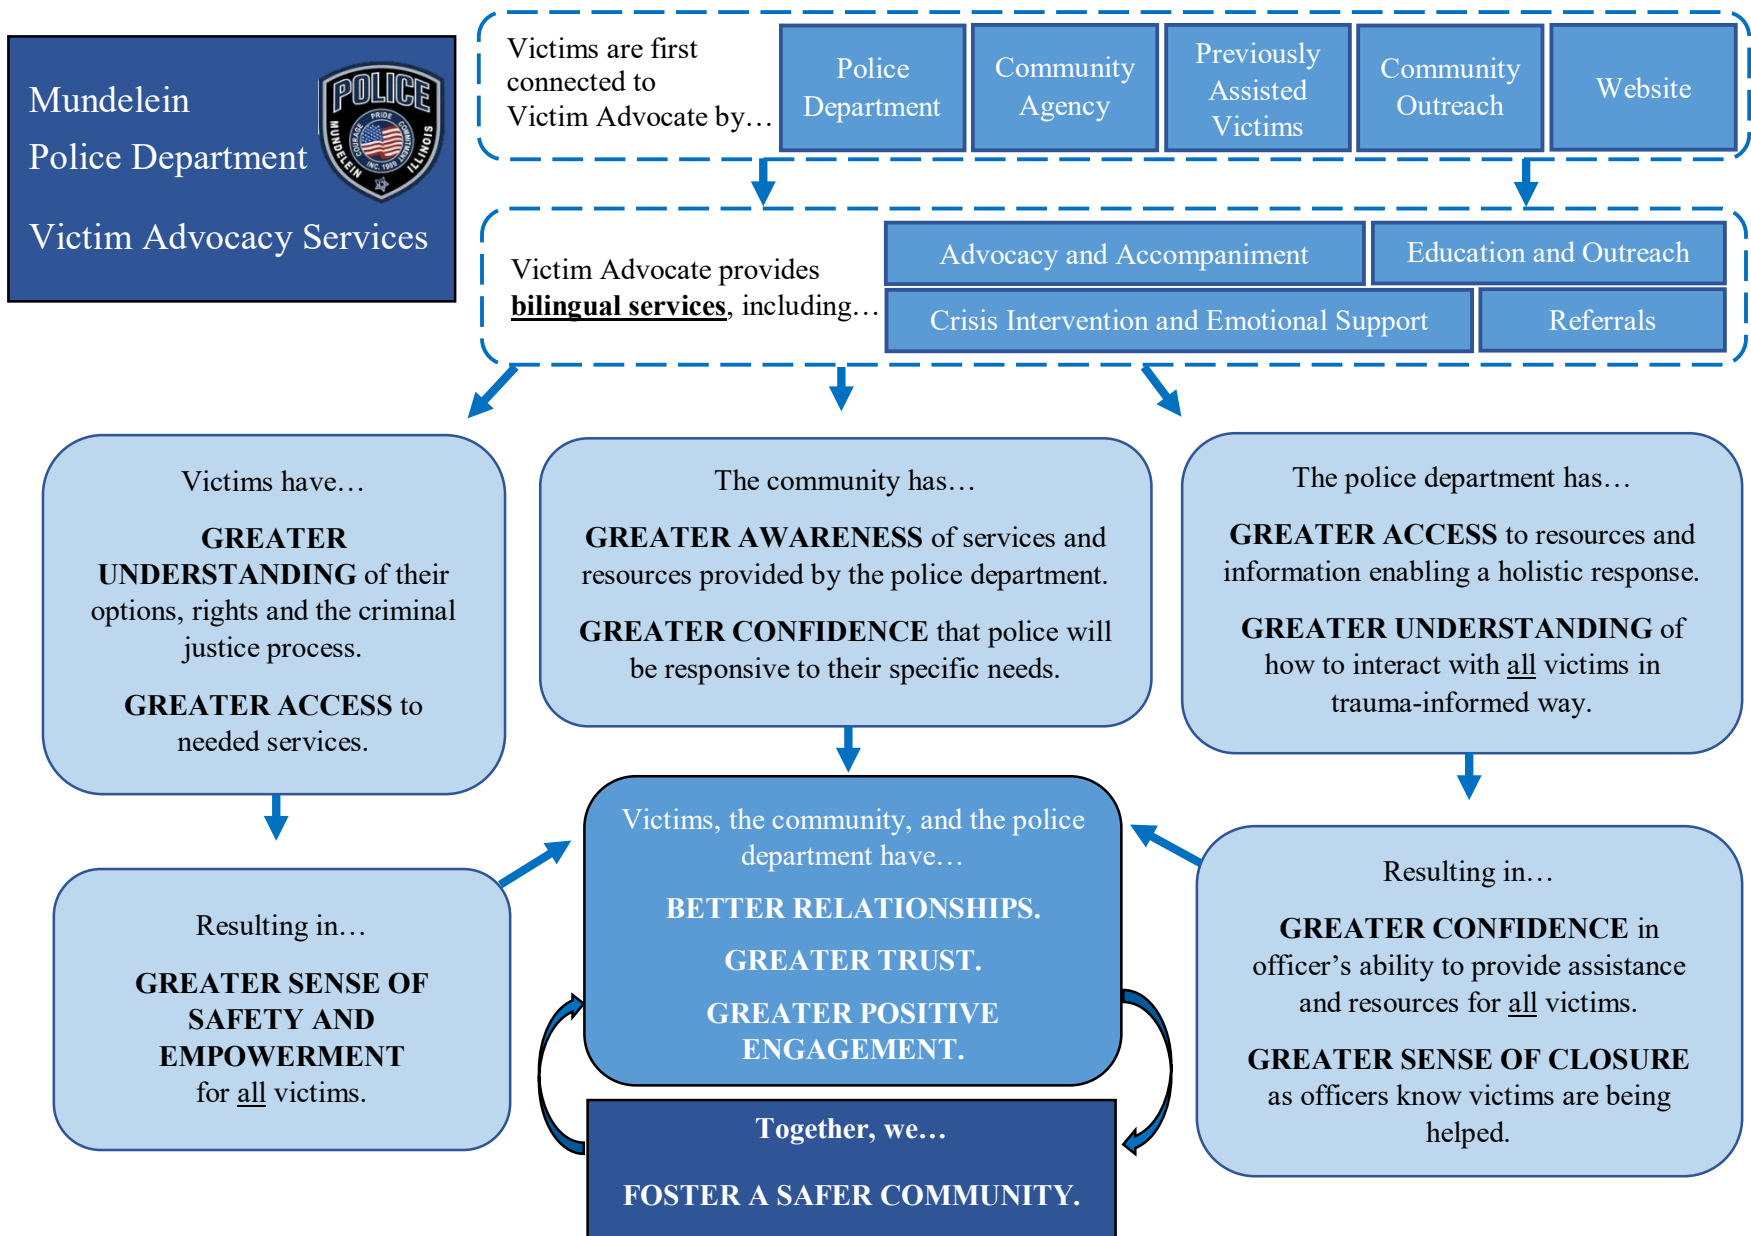 Mundelein
Police Department
Victim Advocacy Services
POLICE
COURAGE PRIDE COMMITMENT
INC. 1909
MUNDELEIN
ILLINOIS
Victims are first
connected to
Victim Advocate by…
Police
Department
Community
Agency
Previously
Assisted
Victims
Community
Outreach
Website
Victim Advocate provides
bilingual services, including…
Advocacy and Accompaniment
Education and Outreach
Crisis Intervention and Emotional Support
Referrals
Victims have…
GREATER
UNDERSTANDING of their
options, rights and the criminal
justice process.
GREATER ACCESS to
needed services.
The community has…
GREATER AWARENESS of services and
resources provided by the police department.
GREATER CONFIDENCE that police will
be responsive to their specific needs.
The police department has…
GREATER ACCESS to resources and
information enabling a holistic response.
GREATER UNDERSTANDING of
how to interact with all victims in
trauma-informed way.
Resulting in…
GREATER SENSE OF
SAFETY AND
EMPOWERMENT
for all victims.
Victims, the community, and the police
department have…
BETTER RELATIONSHIPS.
GREATER TRUST.
GREATER POSITIVE
ENGAGEMENT.
Resulting in…
GREATER CONFIDENCE in
officer’s ability to provide assistance
and resources for all victims.
GREATER SENSE OF CLOSURE
as officers know victims are being
helped.
Together, we…
FOSTER A SAFER COMMUNITY.